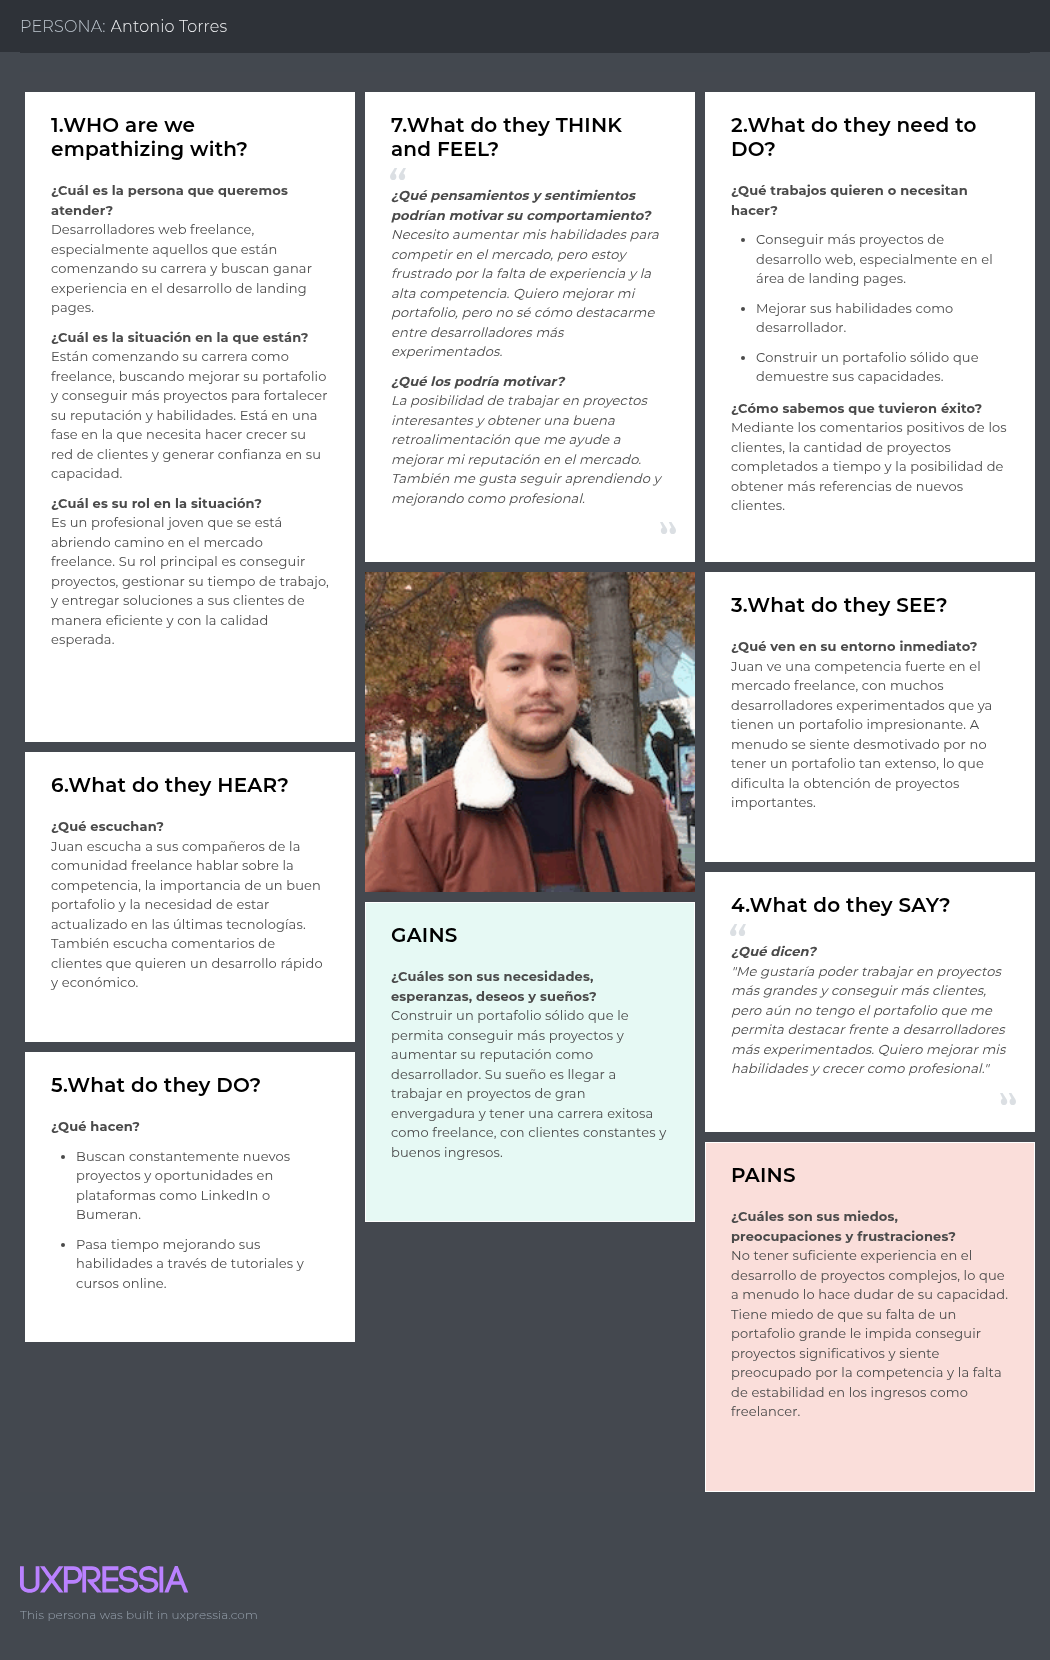 PERSONA: Antonio Torres
1.WHO are we
empathizing with?
¿Cuál es la persona que queremos
atender?
Desarrolladores web freelance,
especialmente aquellos que están
comenzando su carrera y buscan ganar
experiencia en el desarrollo de landing
pages.
¿Cuál es la situación en la que están?
Están comenzando su carrera como
freelance, buscando mejorar su portafolio
y conseguir más proyectos para fortalecer
su reputación y habilidades. Está en una
fase en la que necesita hacer crecer su
red de clientes y generar confianza en su
capacidad.
¿Cuál es su rol en la situación?
Es un profesional joven que se está
abriendo camino en el mercado
freelance. Su rol principal es conseguir
proyectos, gestionar su tiempo de trabajo,
y entregar soluciones a sus clientes de
manera eficiente y con la calidad
esperada.
6.What do they HEAR?
¿Qué escuchan?
Juan escucha a sus compañeros de la
comunidad freelance hablar sobre la
competencia, la importancia de un buen
portafolio y la necesidad de estar
actualizado en las últimas tecnologías.
También escucha comentarios de
clientes que quieren un desarrollo rápido
y económico.
5.What do they DO?
¿Qué hacen?
• Buscan constantemente nuevos
proyectos y oportunidades en
plataformas como LinkedIn o
Bumeran.
• Pasa tiempo mejorando sus
habilidades a través de tutoriales y
cursos online.
7.What do they THINK
and FEEL?
“
¿Qué pensamientos y sentimientos
podrían motivar su comportamiento?
Necesito aumentar mis habilidades para
competir en el mercado, pero estoy
frustrado por la falta de experiencia y la
alta competencia. Quiero mejorar mi
portafolio, pero no sé cómo destacarme
entre desarrolladores más
experimentados.
¿Qué los podría motivar?
La posibilidad de trabajar en proyectos
interesantes y obtener una buena
retroalimentación que me ayude a
mejorar mi reputación en el mercado.
También me gusta seguir aprendiendo y
mejorando como profesional.
”
GAINS
¿Cuáles son sus necesidades,
esperanzas, deseos y sueños?
Construir un portafolio sólido que le
permita conseguir más proyectos y
aumentar su reputación como
desarrollador. Su sueño es llegar a
trabajar en proyectos de gran
envergadura y tener una carrera exitosa
como freelance, con clientes constantes y
buenos ingresos.
2.What do they need to
DO?
¿Qué trabajos quieren o necesitan
hacer?
• Conseguir más proyectos de
desarrollo web, especialmente en el
área de landing pages.
• Mejorar sus habilidades como
desarrollador.
• Construir un portafolio sólido que
demuestre sus capacidades.
¿Cómo sabemos que tuvieron éxito?
Mediante los comentarios positivos de los
clientes, la cantidad de proyectos
completados a tiempo y la posibilidad de
obtener más referencias de nuevos
clientes.
3.What do they SEE?
¿Qué ven en su entorno inmediato?
Juan ve una competencia fuerte en el
mercado freelance, con muchos
desarrolladores experimentados que ya
tienen un portafolio impresionante. A
menudo se siente desmotivado por no
tener un portafolio tan extenso, lo que
dificulta la obtención de proyectos
importantes.
4.What do they SAY?
“
¿Qué dicen?
"Me gustaría poder trabajar en proyectos
más grandes y conseguir más clientes,
pero aún no tengo el portafolio que me
permita destacar frente a desarrolladores
más experimentados. Quiero mejorar mis
habilidades y crecer como profesional."
”
PAINS
¿Cuáles son sus miedos,
preocupaciones y frustraciones?
No tener suficiente experiencia en el
desarrollo de proyectos complejos, lo que
a menudo lo hace dudar de su capacidad.
Tiene miedo de que su falta de un
portafolio grande le impida conseguir
proyectos significativos y siente
preocupado por la competencia y la falta
de estabilidad en los ingresos como
freelancer.
UXPRESSIA
This persona was built in uxpressia.com